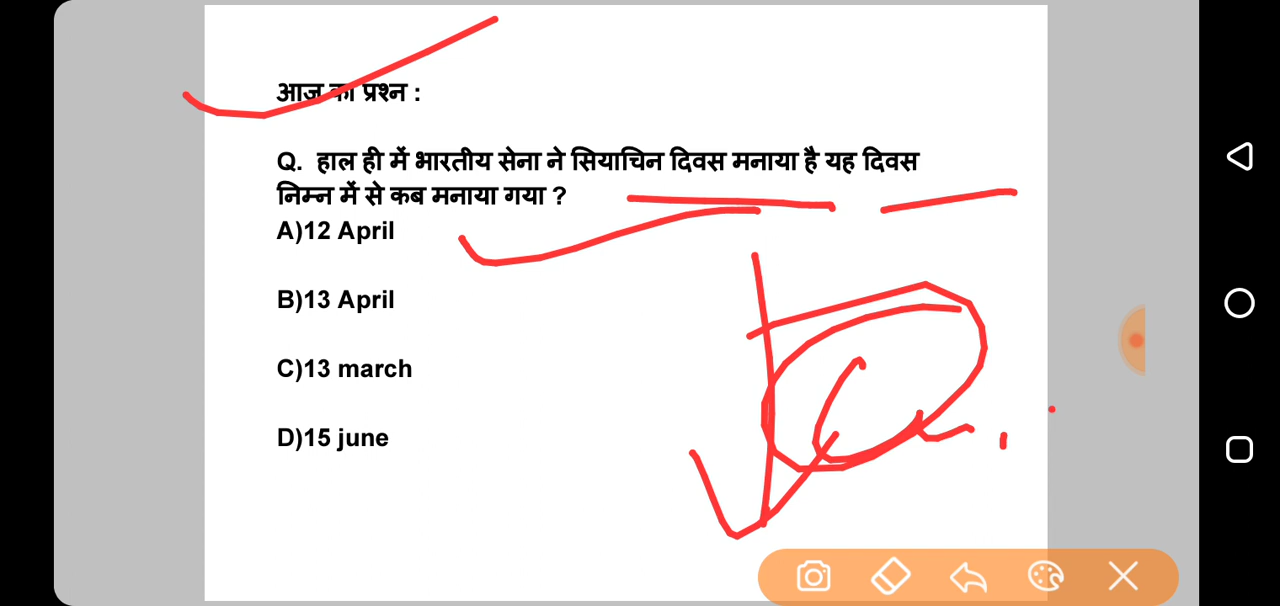 आज का प्रश्न :
Q. हाल ही में भारतीय सेना ने सियाचिन दिवस मनाया है यह दिवस
निम्न में से कब मनाया गया ?
A)12 April
B)13 April
C)13 march
D)15 june